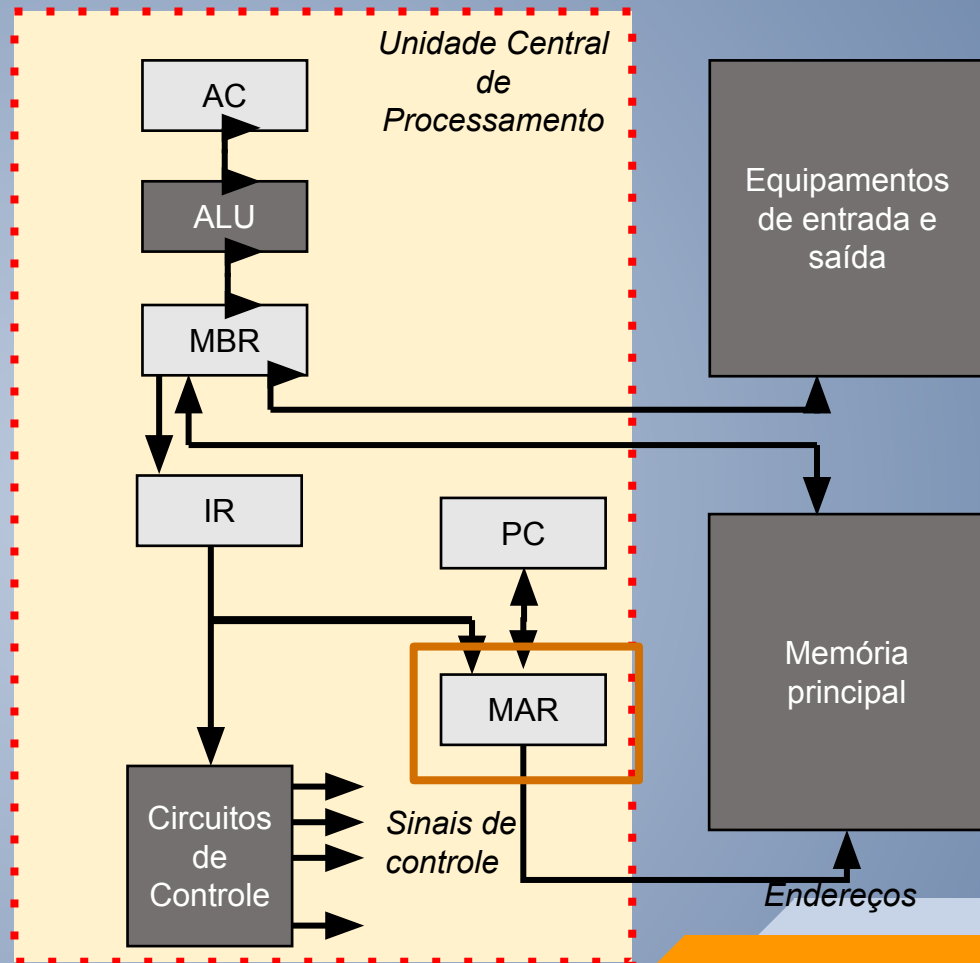 Unidade Central
de
Processamento
AC
ALU
MBR
IR
PC
MAR
Circuitos
de
Controle
Sinais de
controle
Equipamentos
de entrada e
saída
Memória
principal
Endereços